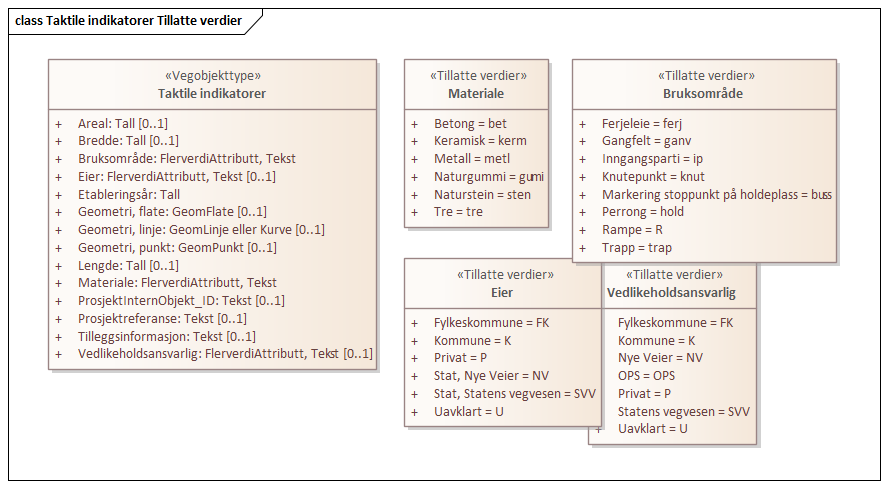 class Taktile indikatorer Tillatte verdier
«Vegobjekttype»
Taktile indikatorer
+ Areal: Tall [0..1]
+ Bredde: Tall [0..1]
+ Bruksområde: FlerverdiAttributt, Tekst
+ Eier: FlerverdiAttributt, Tekst [0..1]
+ Etableringsår: Tall
+ Geometri, flate: GeomFlate [0..1]
+ Geometri, linje: GeomLinje eller Kurve [0..1]
+ Geometri, punkt: GeomPunkt [0..1]
+ Lengde: Tall [0..1]
+ Materiale: FlerverdiAttributt, Tekst
+ ProsjektInternObjekt_ID: Tekst [0..1]
+ Prosjektreferanse: Tekst [0..1]
+ Tilleggsinformasjon: Tekst [0..1]
+ Vedlikeholdsansvarlig: FlerverdiAttributt, Tekst [0..1]
«Tillatte verdier»
Materiale
+ Betong = bet
+ Keramisk = kerm
+ Metall = metl
+ Naturgummi = gumi
+ Naturstein = sten
Tre = tre
«Tillatte verdier»
Bruksområde
+ Ferjeleie = ferj
+ Gangfelt = ganv
+ Inngangsparti = ip
+ Knutepunkt = knut
+ Markering stoppunkt på holdeplass = buss
+ Perrong = hold
+ Rampe = R
+ Trapp = trap
«Tillatte verdier»
Eier
+ Fylkeskommune = FK
+ Kommune = K
+ Privat = P
+ Stat, Nye Veier = NV
+ Stat, Statens vegvesen = SVV
+ Uavklart = U
«Tillatte verdier»
Vedlikeholdsansvarlig
Fylkeskommune = FK
Kommune = K
Nye Veier = NV
OPS = OPS
Privat = P
Statens vegvesen = SVV
+ Uavklart = U